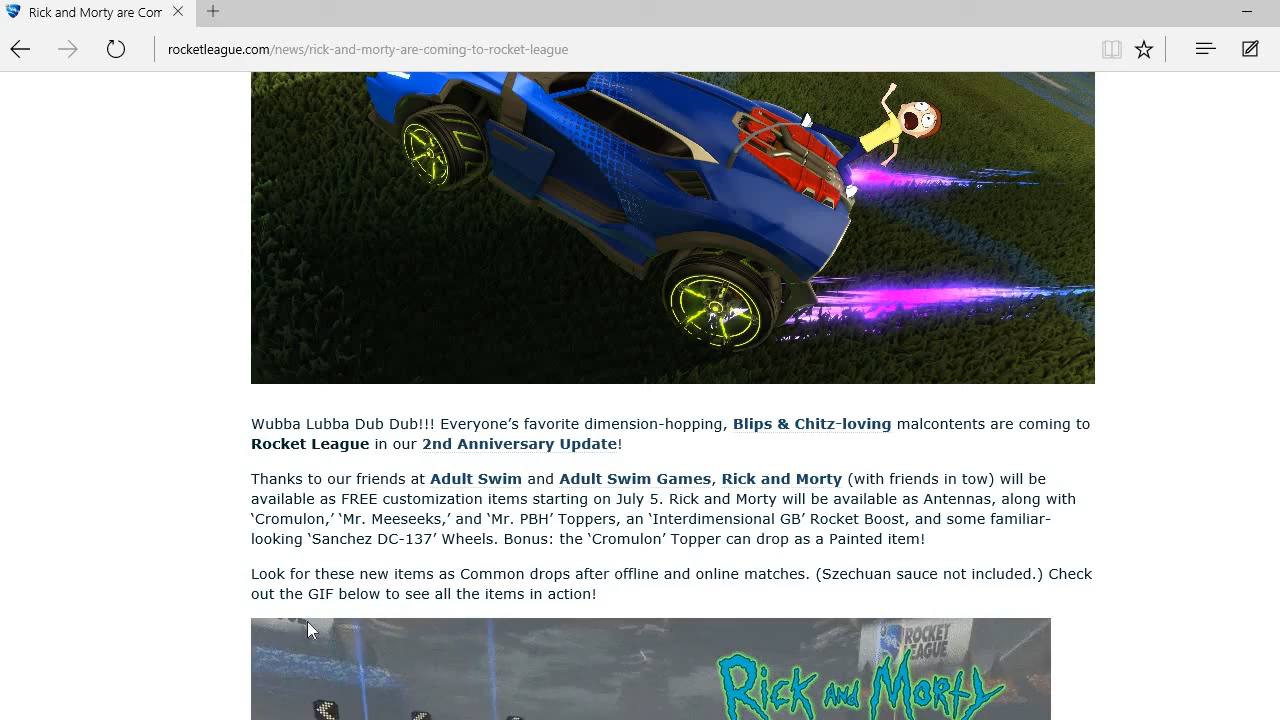 Rick and Morty are Com
rocketleague.com/news/rick-and-morty-are-coming-to-rocket-league
Wubba Lubba Dub Dub!!! Everyone’s favorite dimension-hopping, Blips & Chitz-loving malcontents are coming to
Rocket League in our 2nd Anniversary Update!
Thanks to our friends at Adult Swim and Adult Swim Games, Rick and Morty (with friends in tow) will be
available as FREE customization items starting on July 5. Rick and Morty will be available as Antennas, along with
‘Cromulon,’ ‘Mr. Meeseeks,’ and ‘Mr. PBH’ Toppers, an ‘Interdimensional GB’ Rocket Boost, and some familiar-
looking ‘Sanchez DC-137’ Wheels. Bonus: the ‘Cromulon’ Topper can drop as a Painted item!
Look for these new items as Common drops after offline and online matches. (Szechuan sauce not included.) Check
out the GIF below to see all the items in action!
ROCKET
LEAGUE
Rick and Morty